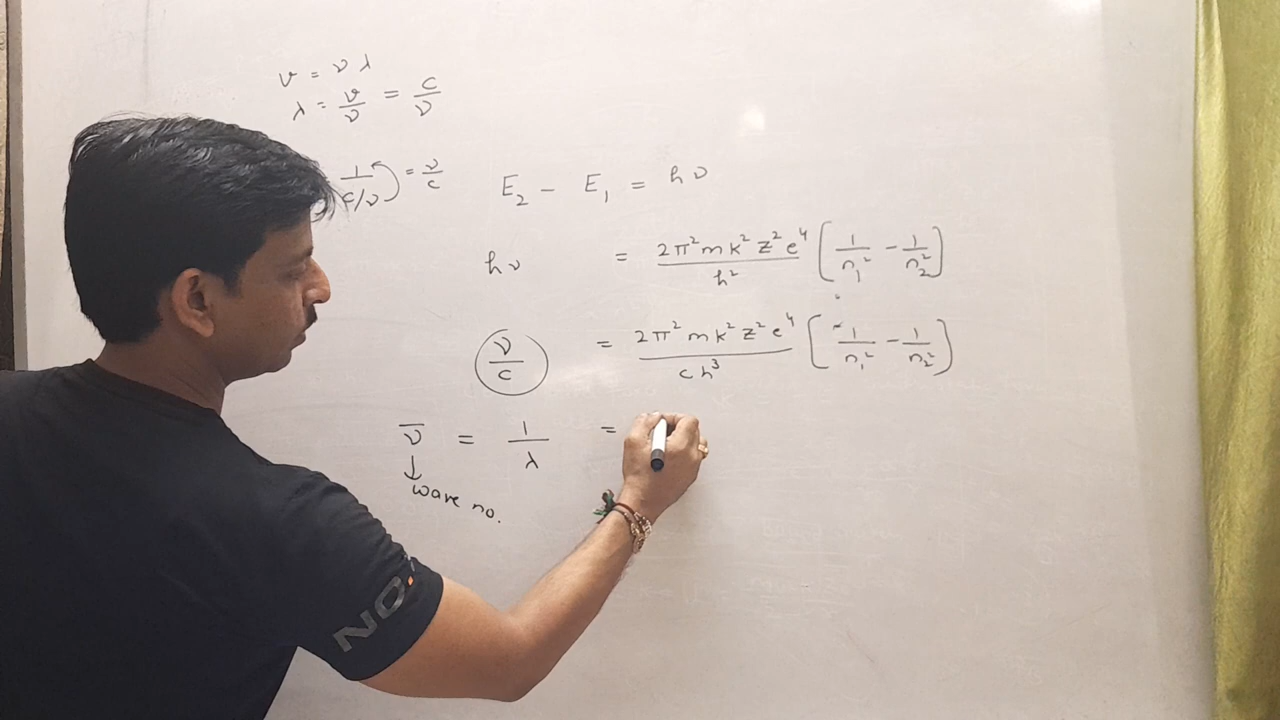 v = ν λ
λ = v/ν = c/ν
1/(c/ν) = ν/c
E₂ − E₁ = hν
hν = 2π²mk²z²e⁴/h² [1/n₁² − 1/n₂²]
ν/c = 2π²mk²z²e⁴/ch³ [1/n₁² − 1/n₂²]
ν̅ = 1/λ =
↓
wave no.
NO.